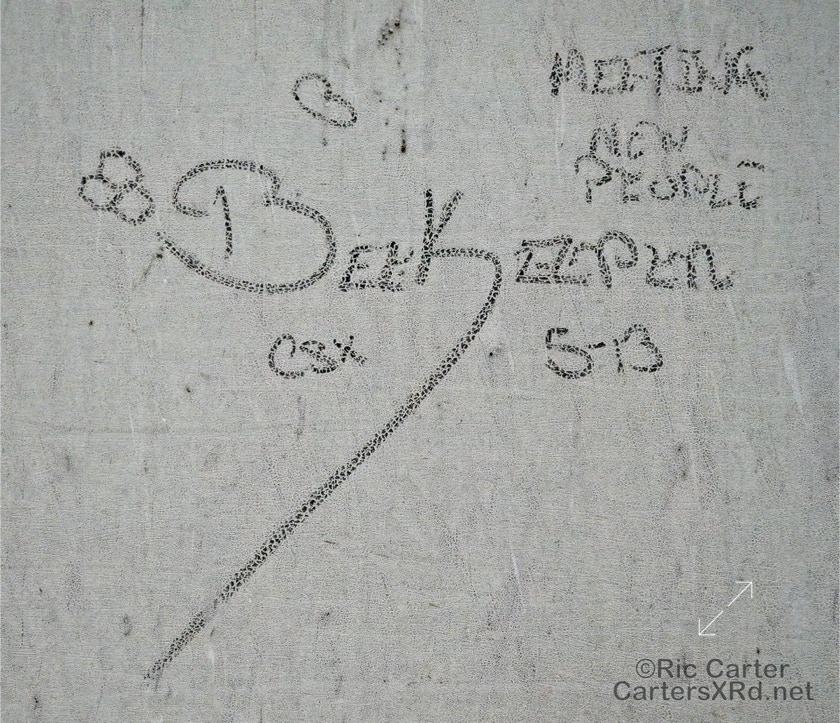 MEETING
NEW
PEOPLE
BEEKEEPER
CSX
5-13
©Ric Carter
CartersXRd.net